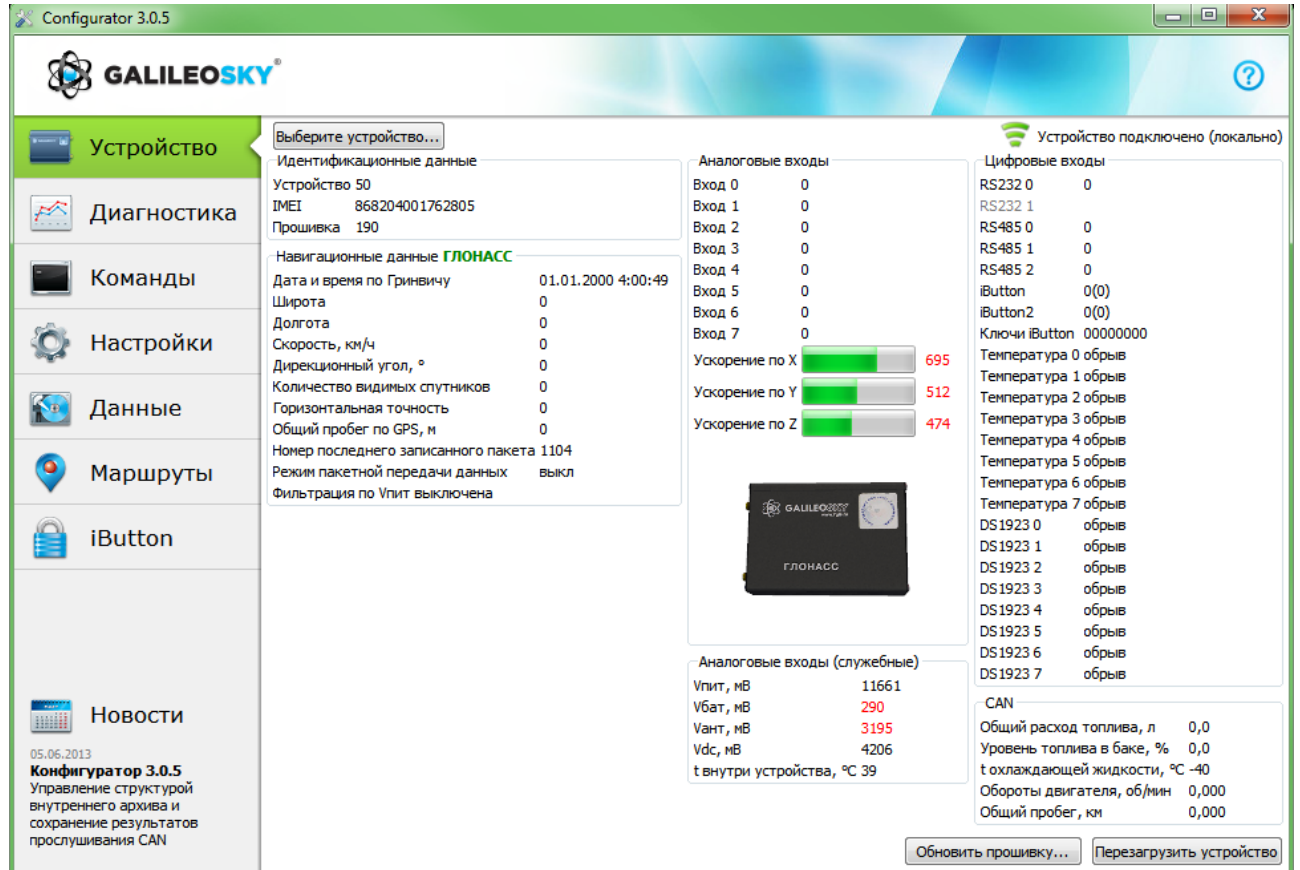 Configurator 3.0.5
GALILEOSKY®
?
Устройство
Диагностика
Команды
Настройки
Данные
Маршруты
iButton
Новости
05.06.2013
Конфигуратор 3.0.5
Управление структурой
внутреннего архива и
сохранение результатов
прослушивания CAN
Выберите устройство...
Устройство подключено (локально)
Идентификационные данные
Устройство 50
IMEI 868204001762805
Прошивка 190
Навигационные данные ГЛОНАСС
Дата и время по Гринвичу 01.01.2000 4:00:49
Широта 0
Долгота 0
Скорость, км/ч 0
Дирекционный угол, ° 0
Количество видимых спутников 0
Горизонтальная точность 0
Общий пробег по GPS, м 0
Номер последнего записанного пакета 1104
Режим пакетной передачи данных выкл
Фильтрация по Vпит выключена
Аналоговые входы
Вход 0 0
Вход 1 0
Вход 2 0
Вход 3 0
Вход 4 0
Вход 5 0
Вход 6 0
Вход 7 0
Ускорение по X 695
Ускорение по Y 512
Ускорение по Z 474
GALILEOSKY
ГЛОНАСС
Аналоговые входы (служебные)
Vпит, мВ 11661
Vбат, мВ 290
Vант, мВ 3195
Vdc, мВ 4206
t внутри устройства, °C 39
Цифровые входы
RS232 0 0
RS232 1
RS485 0 0
RS485 1 0
RS485 2 0
iButton 0(0)
iButton2 0(0)
Ключи iButton 00000000
Температура 0 обрыв
Температура 1 обрыв
Температура 2 обрыв
Температура 3 обрыв
Температура 4 обрыв
Температура 5 обрыв
Температура 6 обрыв
Температура 7 обрыв
DS1923 0 обрыв
DS1923 1 обрыв
DS1923 2 обрыв
DS1923 3 обрыв
DS1923 4 обрыв
DS1923 5 обрыв
DS1923 6 обрыв
DS1923 7 обрыв
CAN
Общий расход топлива, л 0,0
Уровень топлива в баке, % 0,0
t охлаждающей жидкости, °C -40
Обороты двигателя, об/мин 0,000
Общий пробег, км 0,000
Обновить прошивку...
Перезагрузить устройство